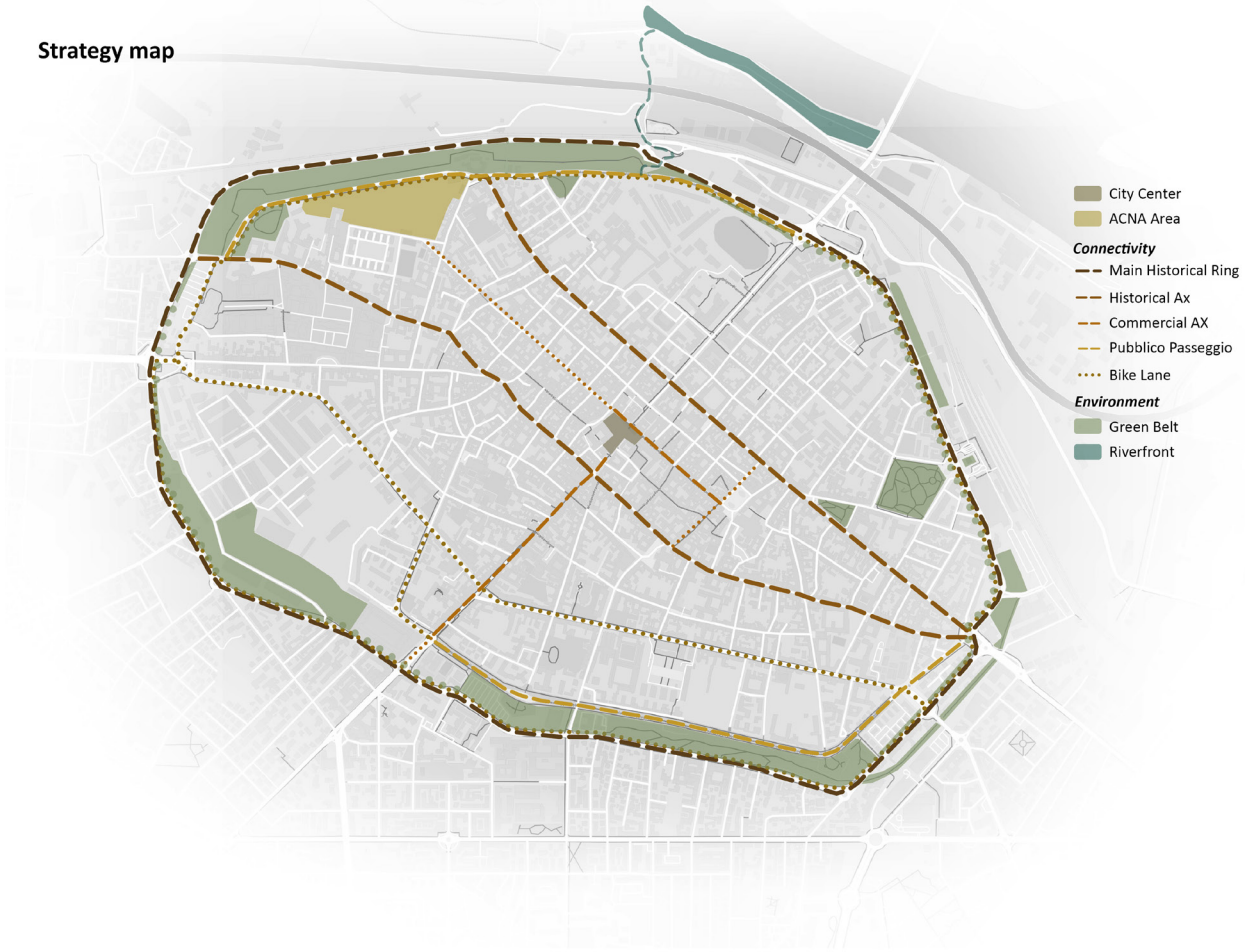 Strategy map
City Center
ACNA Area
Connectivity
Main Historical Ring
Historical Ax
Commercial AX
Pubblico Passeggio
Bike Lane
Environment
Green Belt
Riverfront